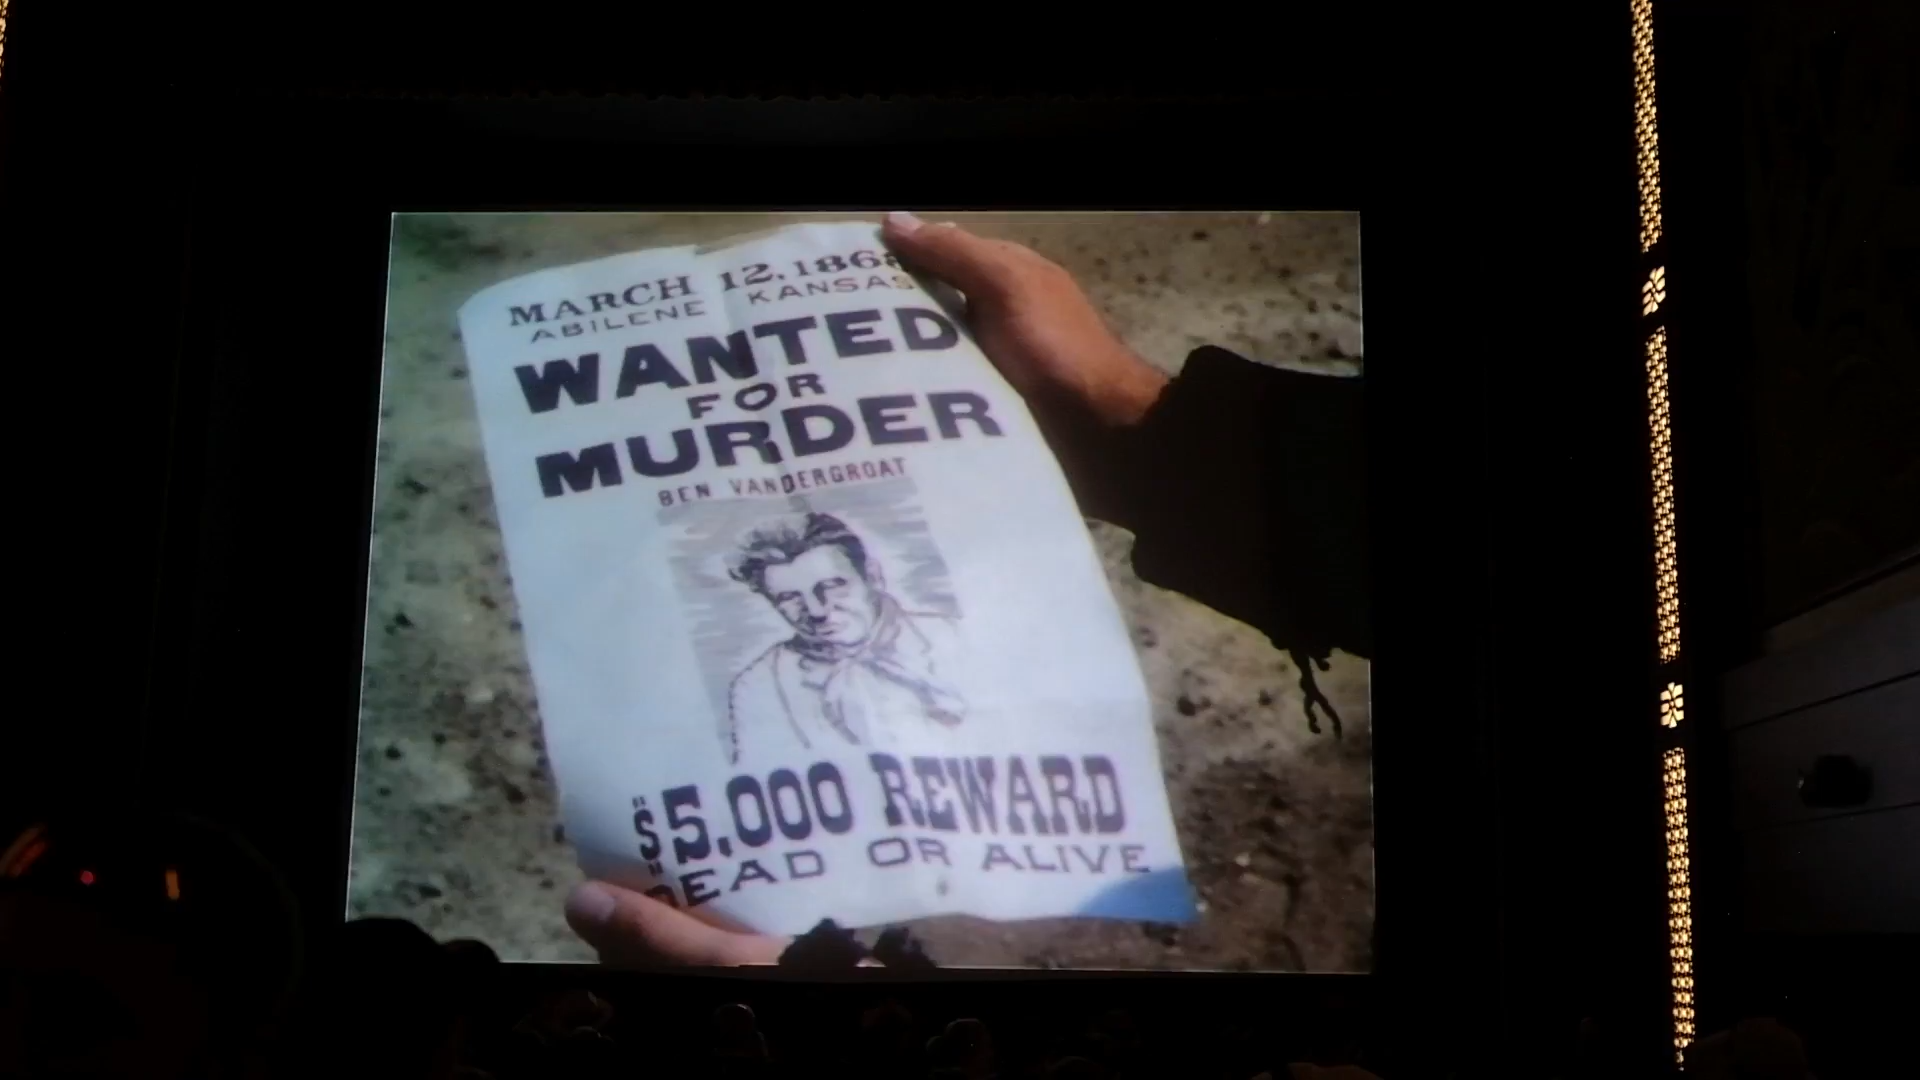 MARCH 12, 1868
ABILENE KANSAS
WANTED
FOR
MURDER
BEN VANDERGROAT
$5,000 REWARD
DEAD OR ALIVE